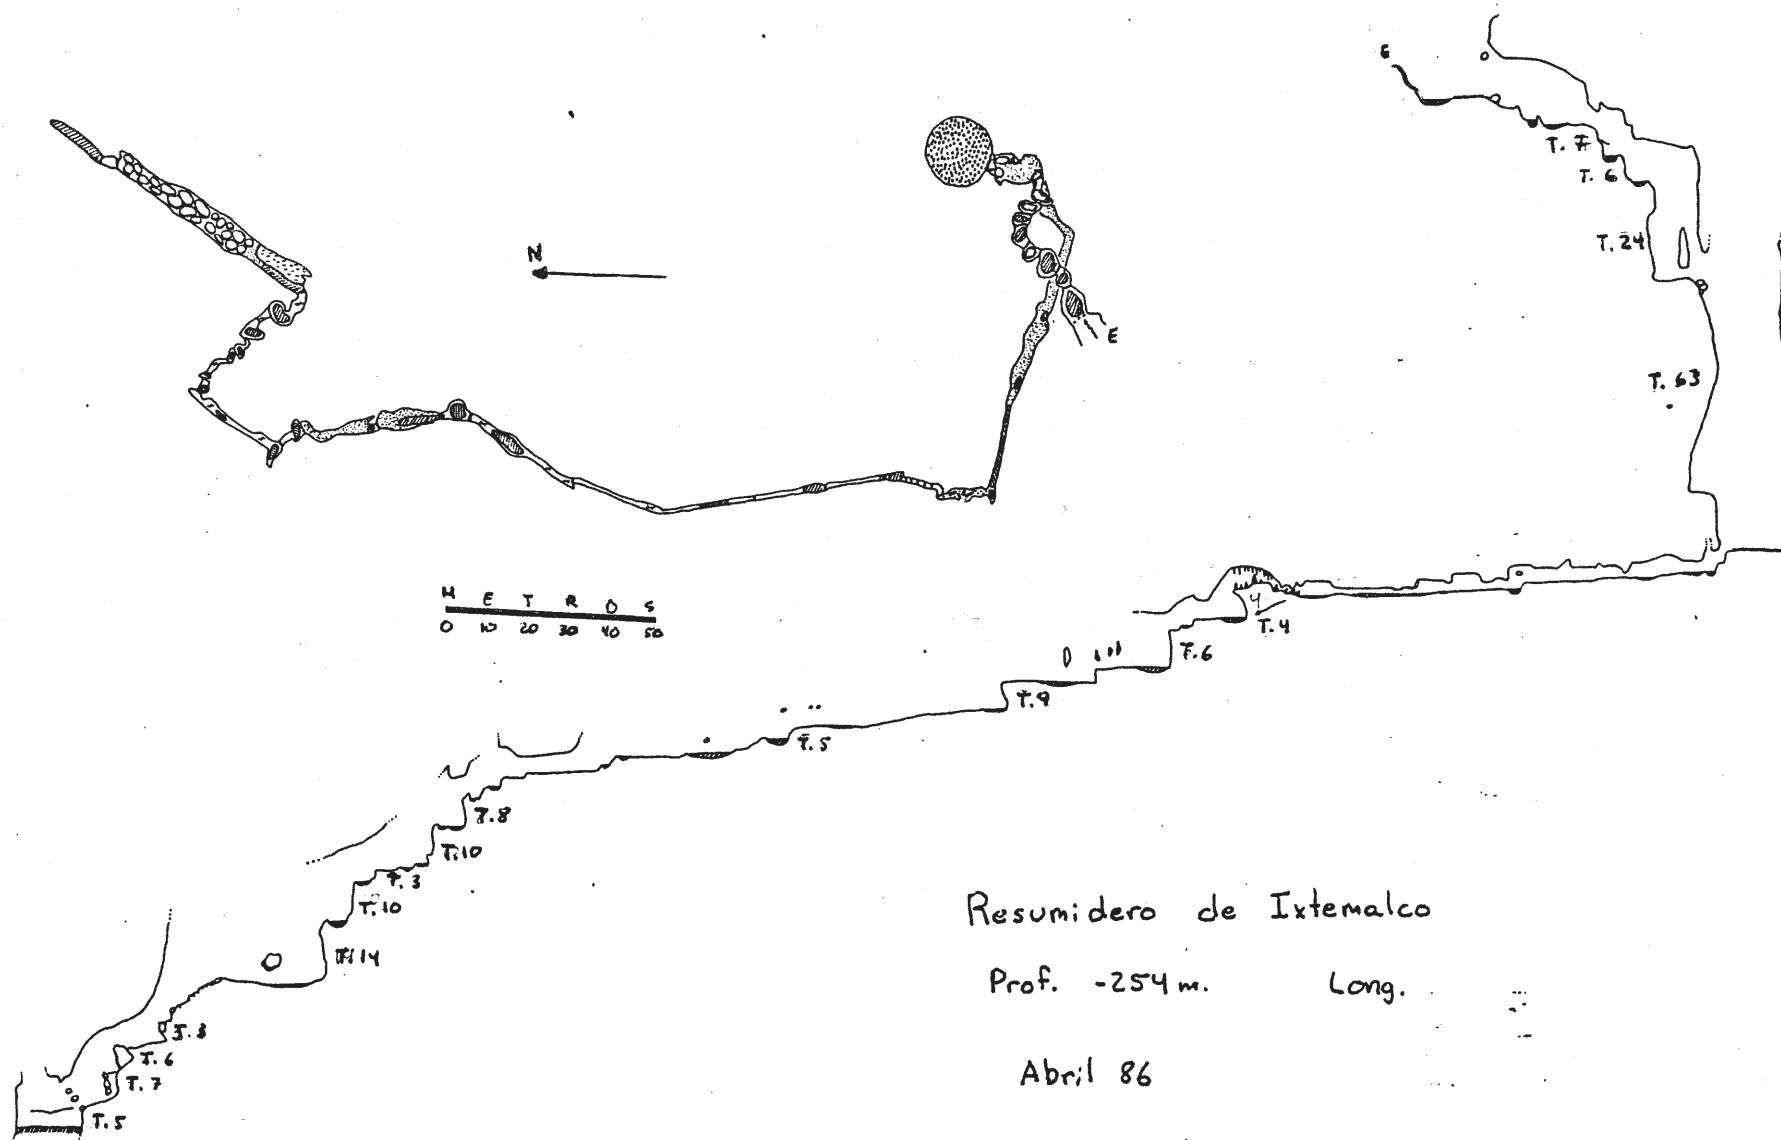 E
T. 7
T. 6
T. 24
N
E
T. 63
M E T R O S
0 10 20 30 40 50
4
T. 4
T. 6
T. 9
T. 5
T. 8
T. 10
T. 3
T. 10
T. 14
T. 3
T. 6
T. 7
T. 5
Resumidero de Ixtemalco
Prof. -254 m. Long.
Abril 86